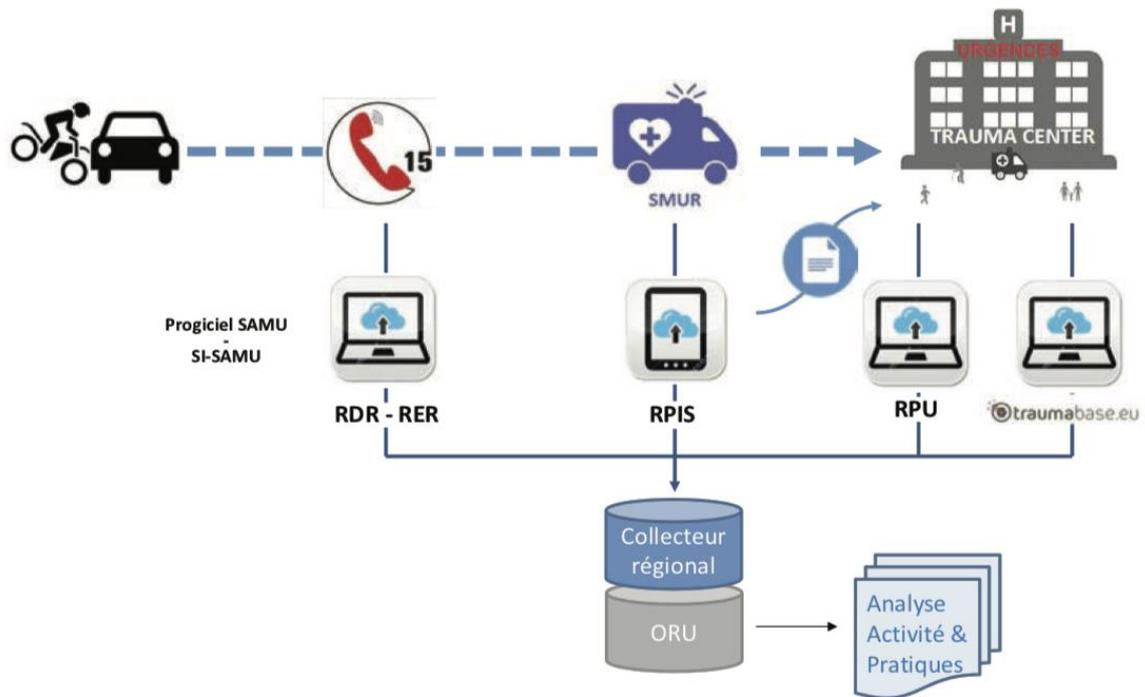 H
URGENCES
TRAUMA CENTER
15
SMUR
Progiciel SAMU
-
SI-SAMU
RDR - RER
RPIS
RPU
traumabase.eu
Collecteur
régional
ORU
Analyse
Activité &
Pratiques